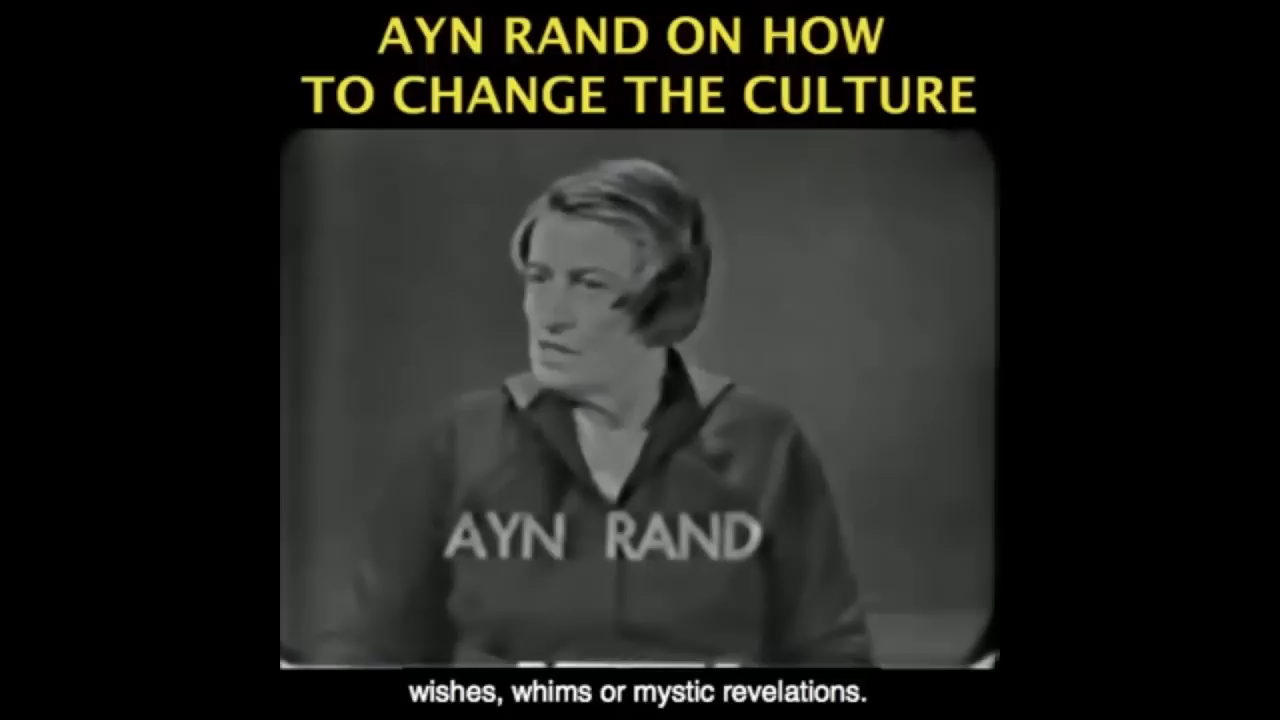 AYN RAND ON HOW
TO CHANGE THE CULTURE
AYN RAND
wishes, whims or mystic revelations.